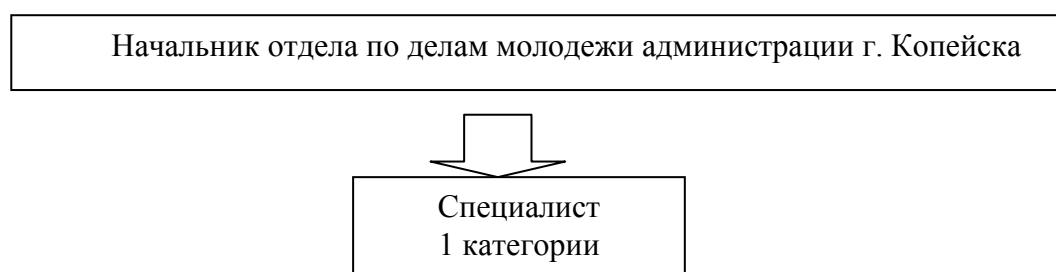 Начальник отдела по делам молодежи администрации г. Копейска
Специалист
1 категории